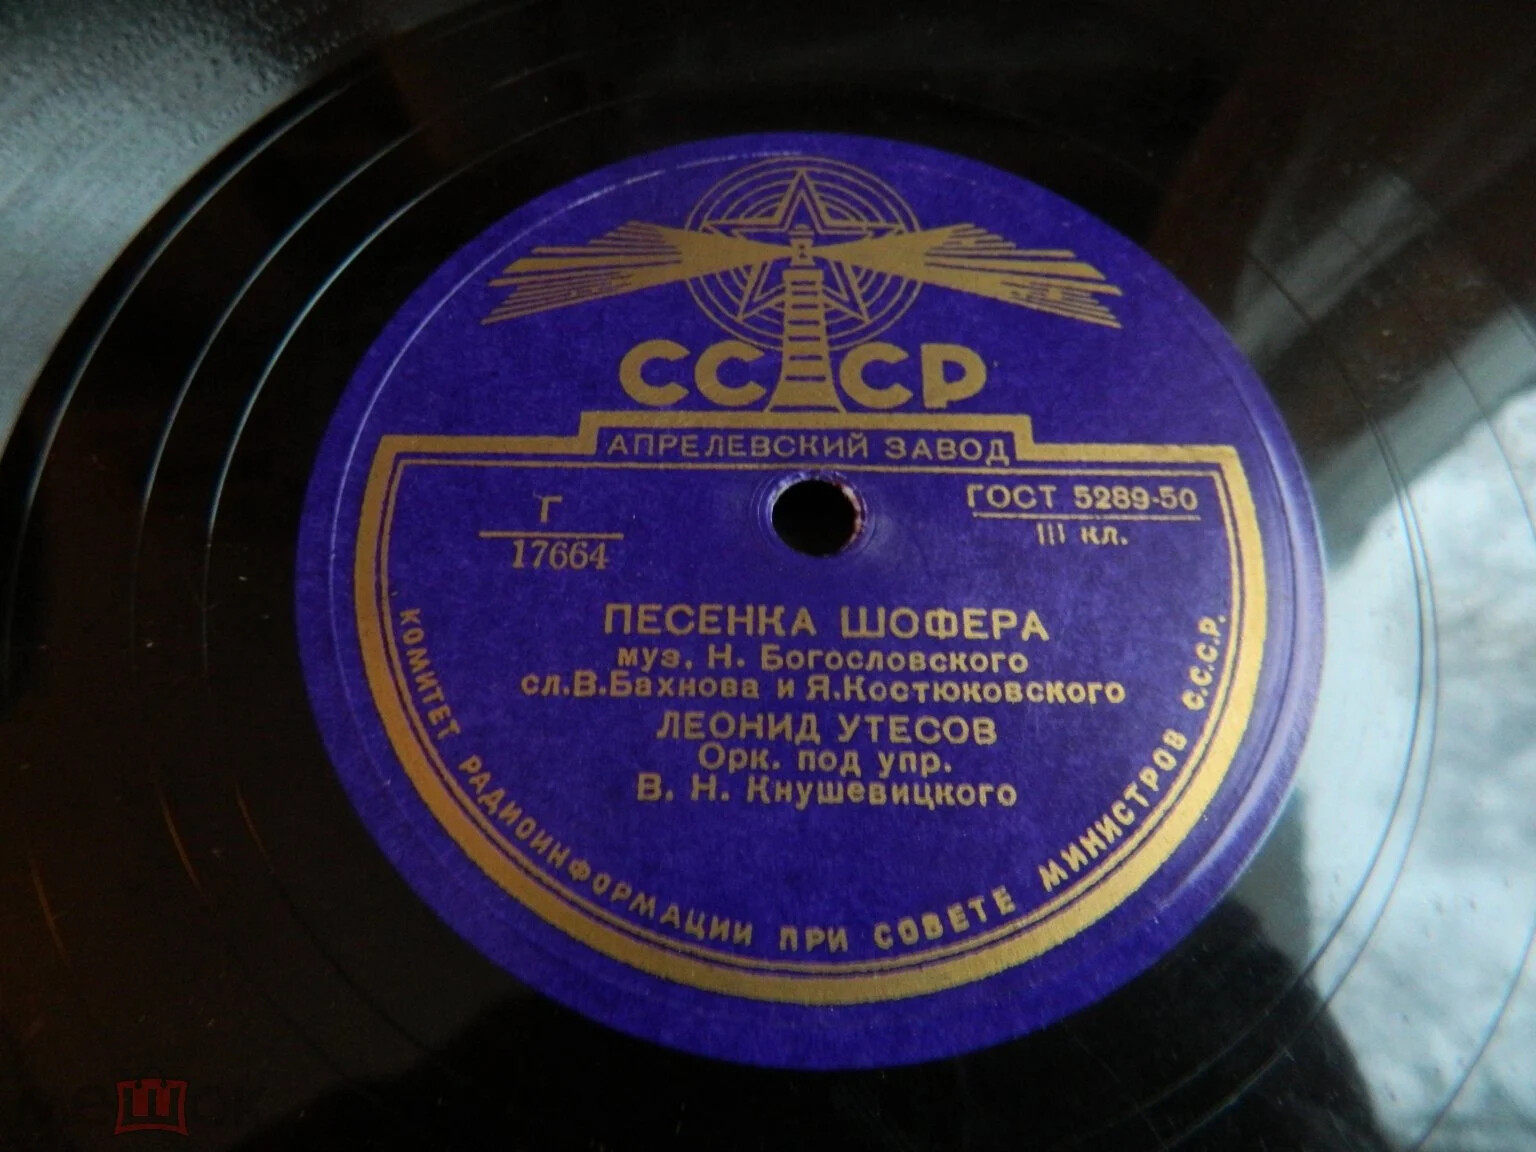 СССР
АПРЕЛЕВСКИЙ ЗАВОД
Г
17664
ГОСТ 5289-50
III кл.
ПЕСЕНКА ШОФЕРА
муз. Н. Богословского
сл.В.Бахнова и Я.Костюковского
ЛЕОНИД УТЕСОВ
Орк. под упр.
В. Н. Кнушевицкого
КОМИТЕТ РАДИОИНФОРМАЦИИ ПРИ СОВЕТЕ МИНИСТРОВ С.С.С.Р.
мешок